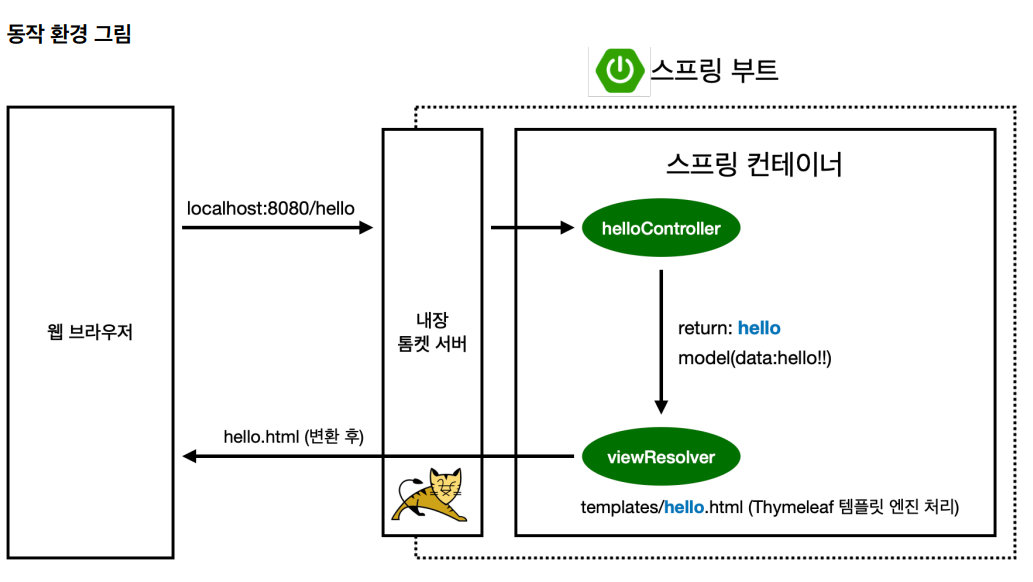 동작 환경 그림
스프링 부트
스프링 컨테이너
localhost:8080/hello
helloController
웹 브라우저
내장
톰켓 서버
return: hello
model(data:hello!!)
hello.html (변환 후)
viewResolver
templates/hello.html (Thymeleaf 템플릿 엔진 처리)